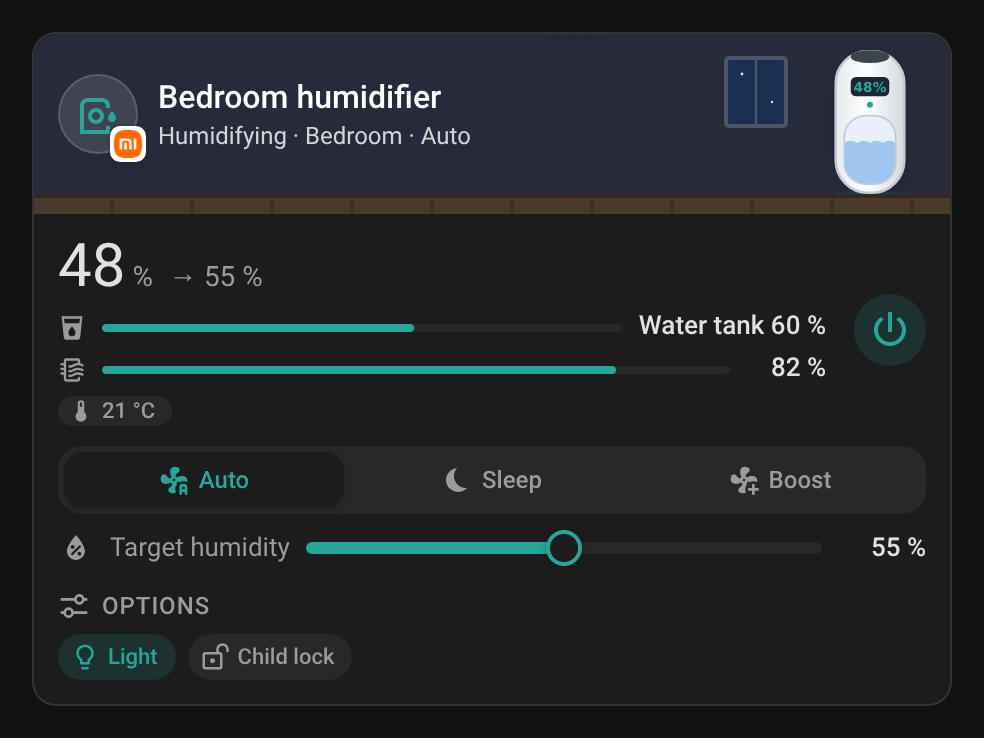 Bedroom humidifier
Humidifying · Bedroom · Auto
mi
48%
48 % → 55 %
Water tank 60 %
82 %
21 °C
Auto
Sleep
Boost
Target humidity
55 %
OPTIONS
Light
Child lock